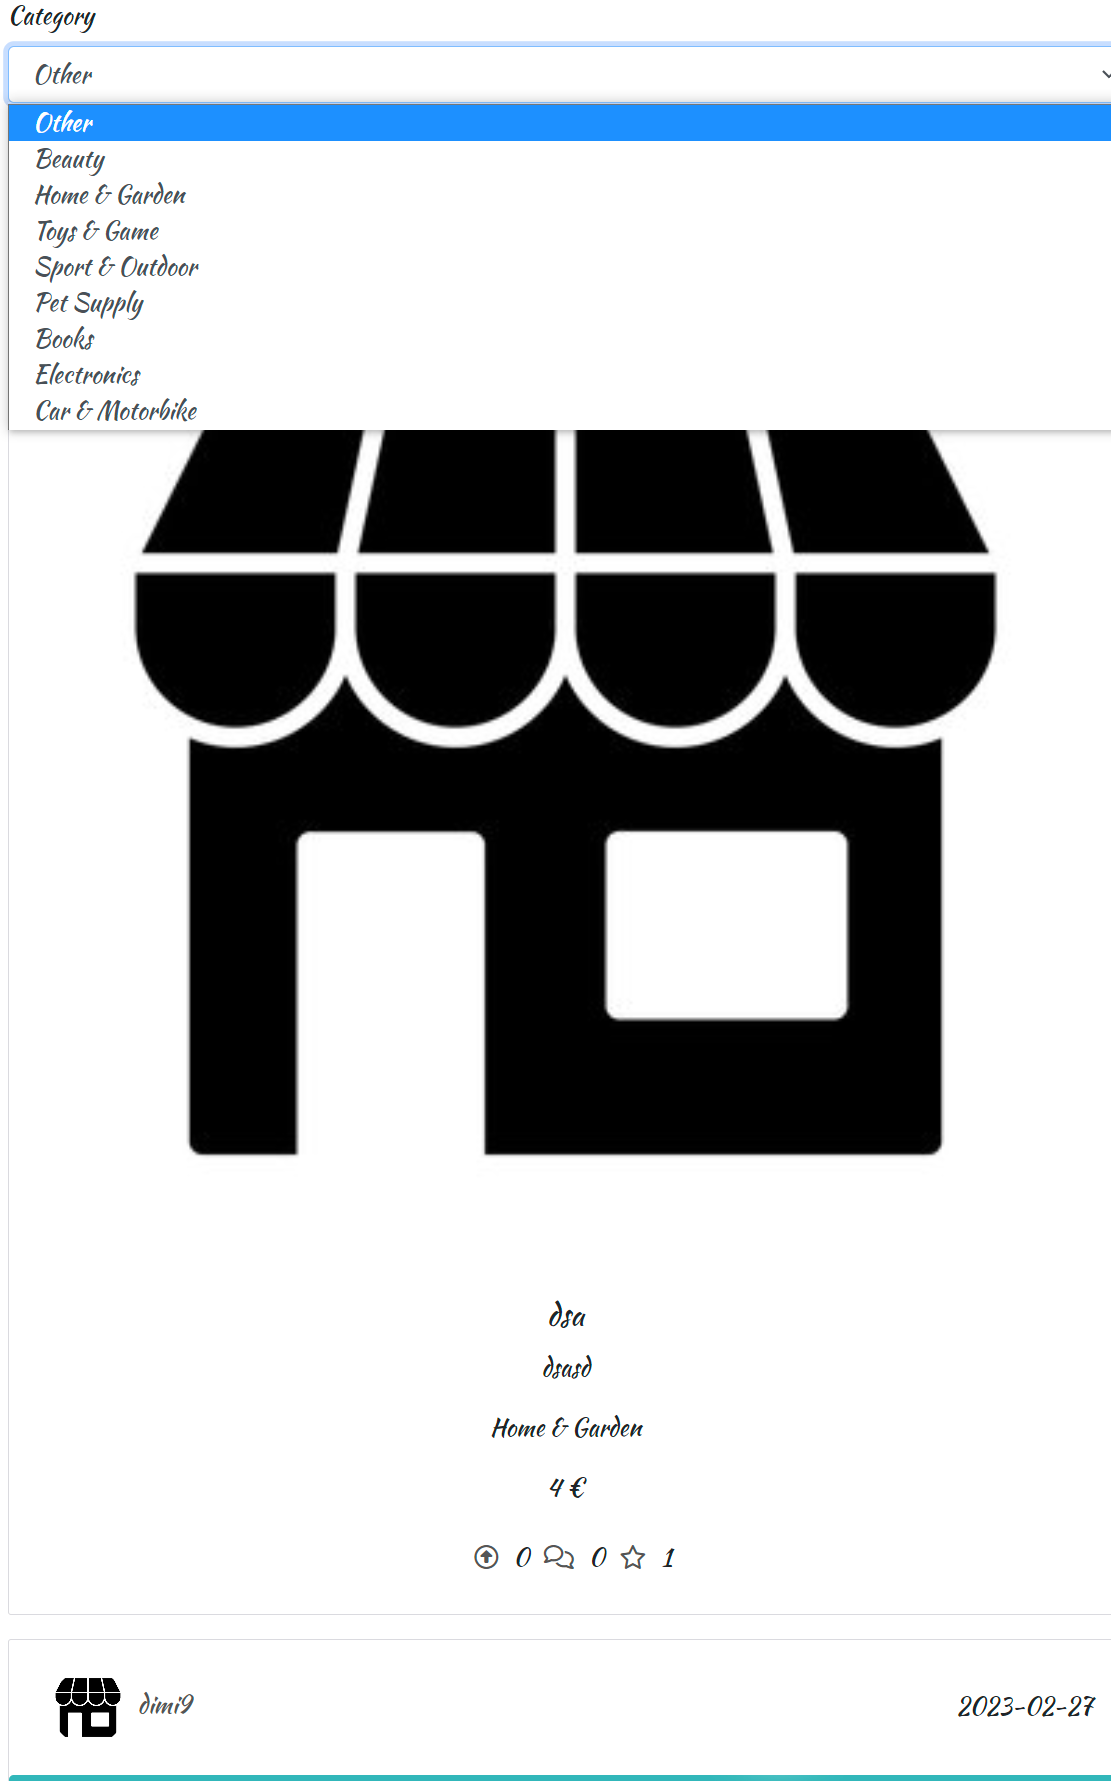 Category
Other
Other
Beauty
Home & Garden
Toys & Game
Sport & Outdoor
Pet Supply
Books
Electronics
Car & Motorbike
dsa
dsasd
Home & Garden
4 €
0 0 1
dimi9 2023-02-27